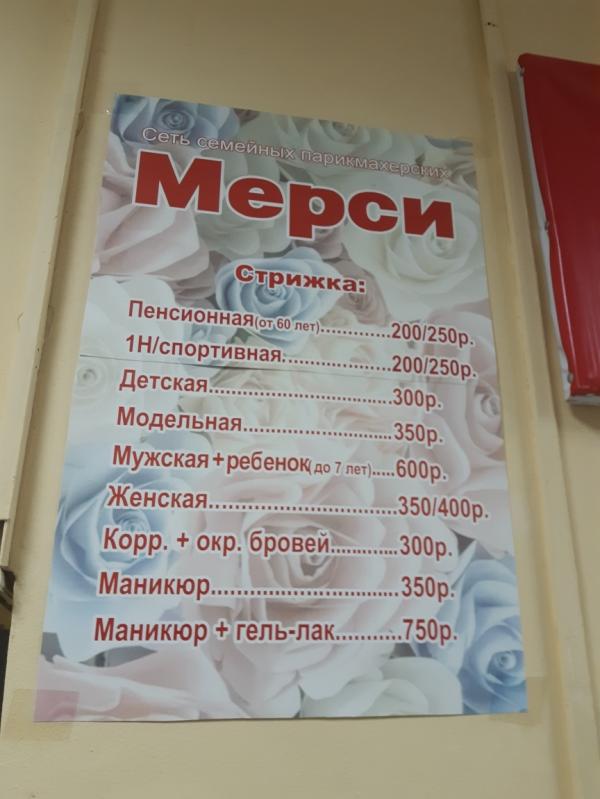 Сеть семейных парикмахерских
Мерси
Стрижка:
Пенсионная(от 60 лет).............200/250р.
1Н/спортивная.....................200/250р.
Детская................................300р.
Модельная..........................350р.
Мужская+ребенок( до 7 лет).....600р.
Женская..............................350/400р.
Корр. + окр. бровей............300р.
Маникюр..............................350р.
Маникюр + гель-лак...........750р.